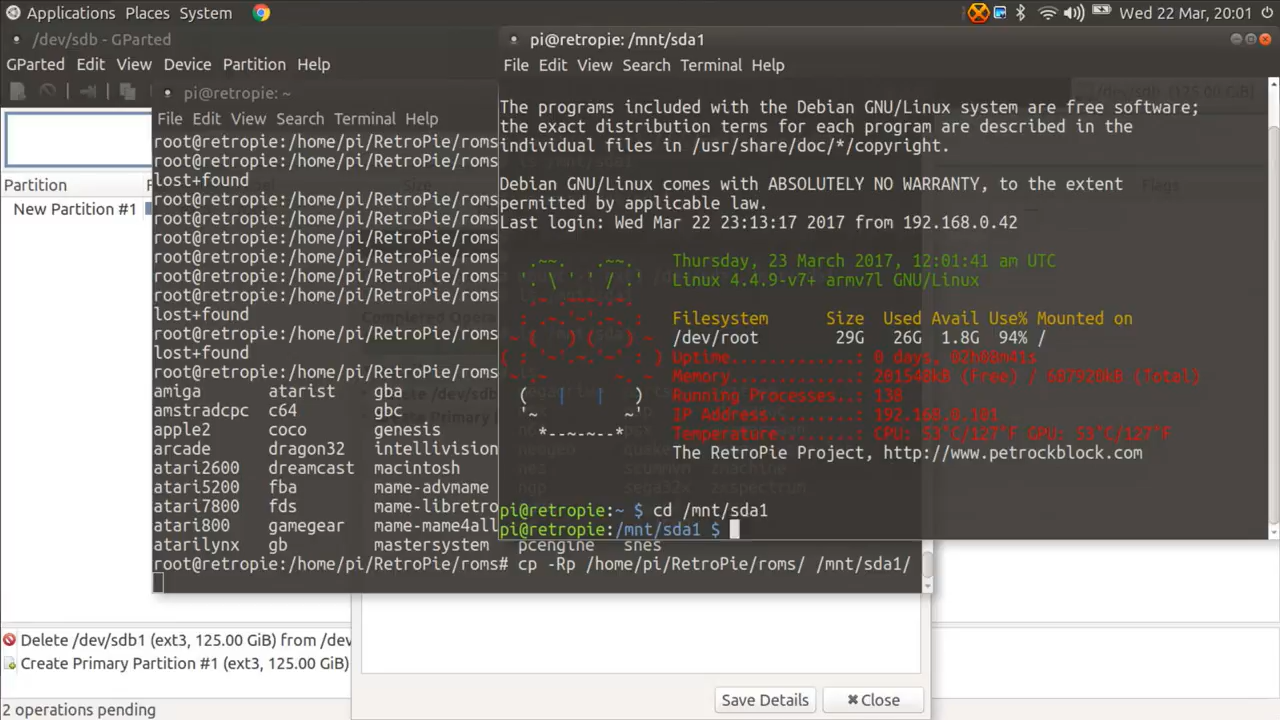 Applications Places System
Wed 22 Mar, 20:01
/dev/sdb - GParted
GParted Edit View Device Partition Help
Partition
New Partition #1
Flags
Delete /dev/sdb1 (ext3, 125.00 GiB) from /dev
Create Primary Partition #1 (ext3, 125.00 GiB)
2 operations pending
Save Details
Close
pi@retropie: ~
File Edit View Search Terminal Help
root@retropie:/home/pi/RetroPie/roms
root@retropie:/home/pi/RetroPie/roms
lost+found
root@retropie:/home/pi/RetroPie/roms
root@retropie:/home/pi/RetroPie/roms
root@retropie:/home/pi/RetroPie/roms
root@retropie:/home/pi/RetroPie/roms
root@retropie:/home/pi/RetroPie/roms
root@retropie:/home/pi/RetroPie/roms
lost+found
root@retropie:/home/pi/RetroPie/roms
lost+found
root@retropie:/home/pi/RetroPie/roms
amiga atarist gba
amstradcpc c64 gbc
apple2 coco genesis
arcade dragon32 intellivision
atari2600 dreamcast macintosh
atari5200 fba mame-advmame
atari7800 fds mame-libretro
atari800 gamegear mame-mame4all
atarilynx gb mastersystem pcengine snes
root@retropie:/home/pi/RetroPie/roms# cp -Rp /home/pi/RetroPie/roms/ /mnt/sda1/
pi@retropie: /mnt/sda1
File Edit View Search Terminal Help
The programs included with the Debian GNU/Linux system are free software;
the exact distribution terms for each program are described in the
individual files in /usr/share/doc/*/copyright.
Debian GNU/Linux comes with ABSOLUTELY NO WARRANTY, to the extent
permitted by applicable law.
Last login: Wed Mar 22 23:13:17 2017 from 192.168.0.42
Thursday, 23 March 2017, 12:01:41 am UTC
Linux 4.4.9-v7+ armv7l GNU/Linux
Filesystem Size Used Avail Use% Mounted on
/dev/root 29G 26G 1.8G 94% /
Uptime.............: 0 days, 02h08m41s
Memory.............: 201540kB (Free) / 607920kB (Total)
Running Processes..: 138
IP Address.........: 192.168.0.181
Temperature........: CPU: 53°C/127°F GPU: 53°C/127°F
The RetroPie Project, http://www.petrockblock.com
pi@retropie:~ $ cd /mnt/sda1
pi@retropie:/mnt/sda1 $